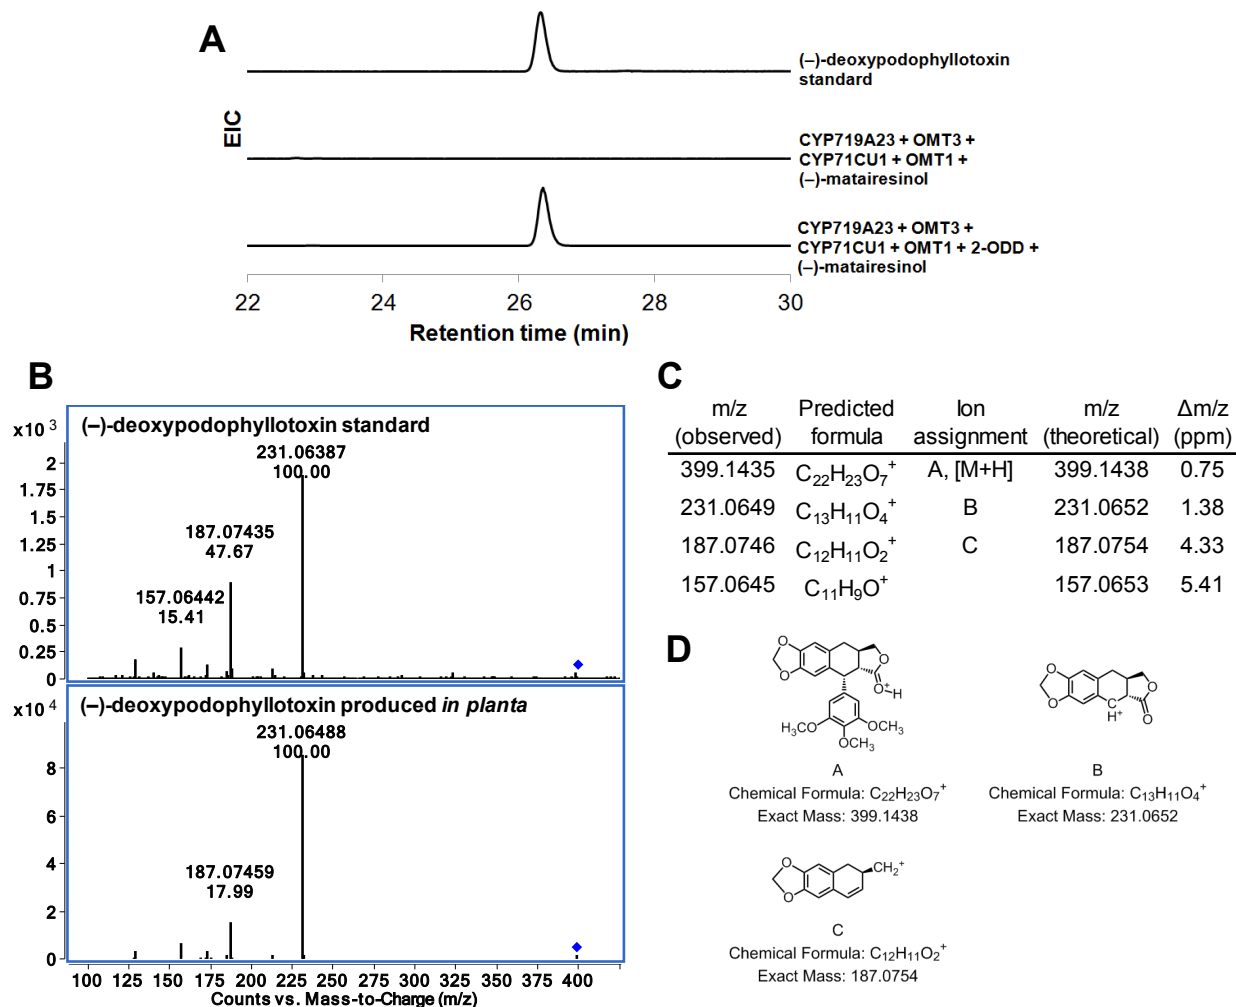 A
(–)-deoxypodophyllotoxin
standard
EIC
CYP719A23 + OMT3 +
CYP71CU1 + OMT1 +
(–)-matairesinol
CYP719A23 + OMT3 +
CYP71CU1 + OMT1 + 2-ODD +
(–)-matairesinol
22 24 26 28 30
Retention time (min)
B
x10 3
(–)-deoxypodophyllotoxin standard
2
1.75
1.5
1.25
1
0.75
0.5
0.25
0
231.06387
100.00
187.07435
47.67
157.06442
15.41
x10 4
(–)-deoxypodophyllotoxin produced in planta
8
6
4
2
0
231.06488
100.00
187.07459
17.99
100 125 150 175 200 225 250 275 300 325 350 375 400
Counts vs. Mass-to-Charge (m/z)
C
m/z (observed) Predicted formula Ion assignment m/z (theoretical) Δm/z (ppm)
399.1435 C22H23O7+ A, [M+H] 399.1438 0.75
231.0649 C13H11O4+ B 231.0652 1.38
187.0746 C12H11O2+ C 187.0754 4.33
157.0645 C11H9O+ 157.0653 5.41
D
O
O
O
O+-H
H3CO
OCH3
OCH3
A
Chemical Formula: C22H23O7+
Exact Mass: 399.1438
O
O
O
O
C
H+
B
Chemical Formula: C13H11O4+
Exact Mass: 231.0652
O
O
CH2+
C
Chemical Formula: C12H11O2+
Exact Mass: 187.0754